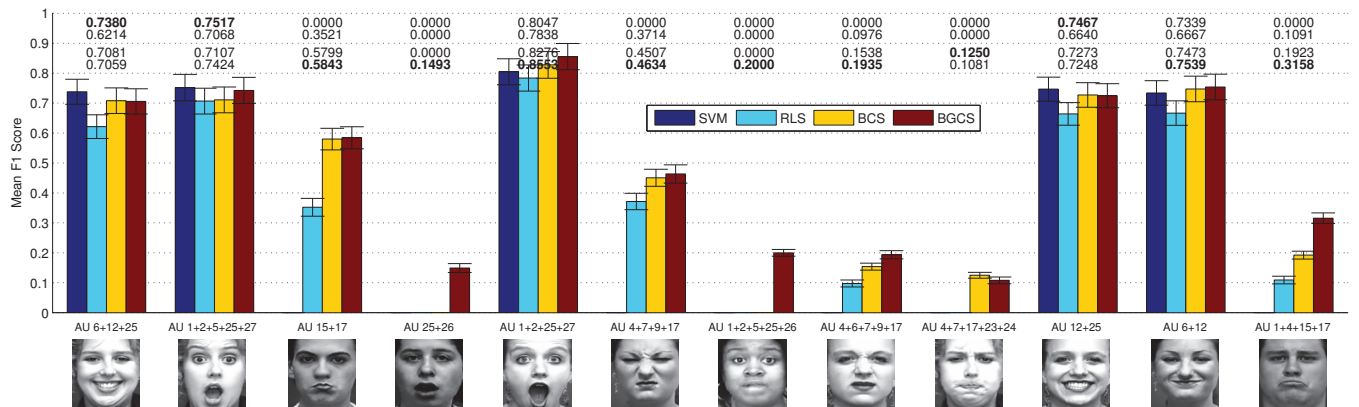 1
0.7380 0.7517 0.0000 0.0000 0.8047 0.0000 0.0000 0.0000 0.0000 0.7467 0.7339 0.0000
0.6214 0.7068 0.3521 0.0000 0.7838 0.3714 0.0000 0.0976 0.0000 0.6640 0.6667 0.1091
0.9
0.7081 0.7107 0.5799 0.0000 0.8276 0.4507 0.0000 0.1538 0.1250 0.7273 0.7473 0.1923
0.7059 0.7424 0.5843 0.1493 0.8553 0.4634 0.2000 0.1935 0.1081 0.7248 0.7539 0.3158
0.8
0.7
SVM RLS BCS BGCS
0.6
0.5
0.4
0.3
0.2
0.1
0
Mean F1 Score
AU 6+12+25 AU 1+2+5+25+27 AU 15+17 AU 25+26 AU 1+2+25+27 AU 4+7+9+17 AU 1+2+5+25+26 AU 4+6+7+9+17 AU 4+7+17+23+24 AU 12+25 AU 6+12 AU 1+4+15+17